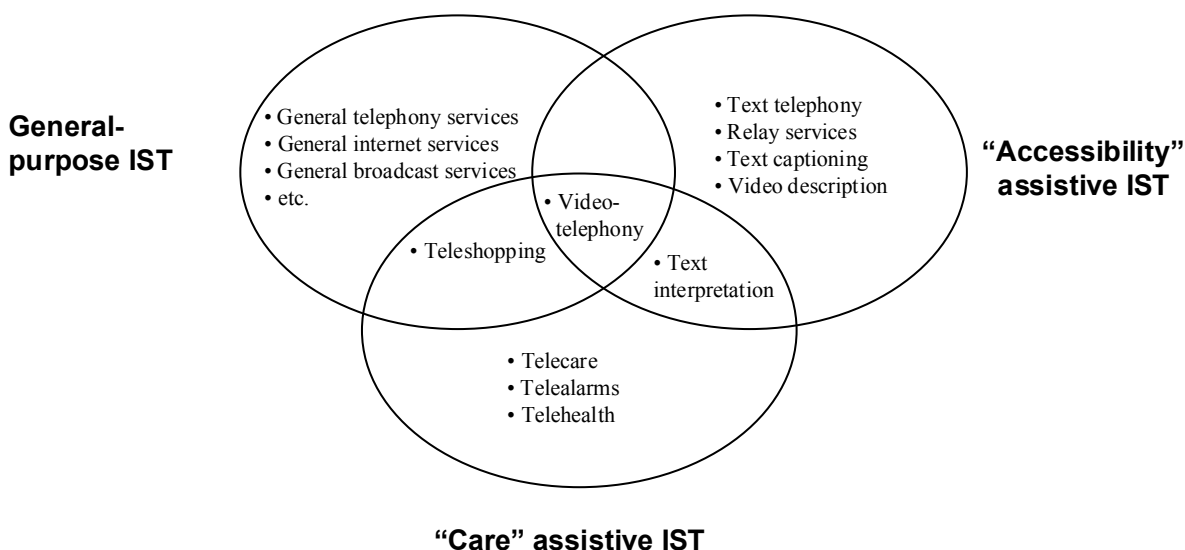 General-
purpose IST
• General telephony services
• General internet services
• General broadcast services
• etc.
• Text telephony
• Relay services
• Text captioning
• Video description
“Accessibility”
assistive IST
• Video-
telephony
• Teleshopping
• Text
interpretation
• Telecare
• Telealarms
• Telehealth
“Care” assistive IST